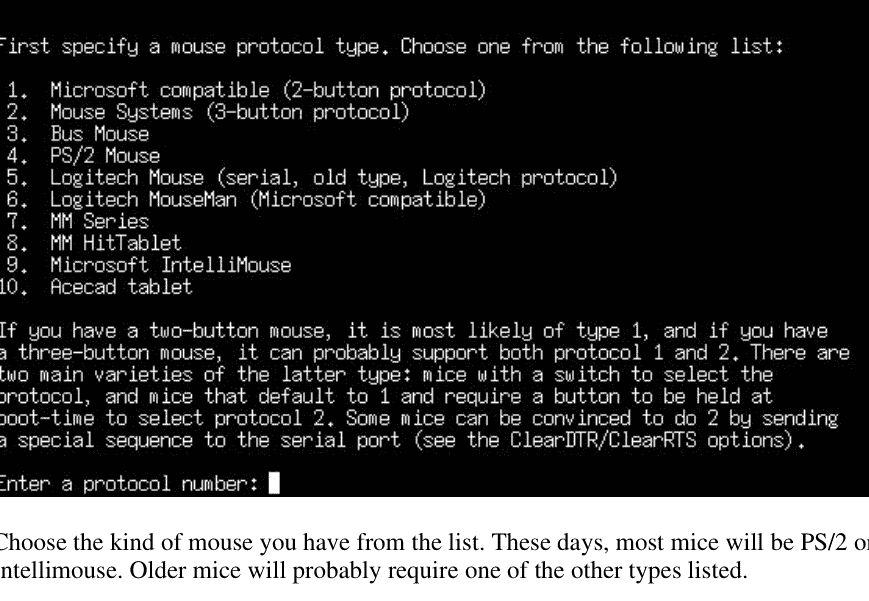 First specify a mouse protocol type. Choose one from the following list:
1. Microsoft compatible (2-button protocol)
2. Mouse Systems (3-button protocol)
3. Bus Mouse
4. PS/2 Mouse
5. Logitech Mouse (serial, old type, Logitech protocol)
6. Logitech MouseMan (Microsoft compatible)
7. MM Series
8. MM HitTablet
9. Microsoft IntelliMouse
10. Acecad tablet
If you have a two-button mouse, it is most likely of type 1, and if you have
a three-button mouse, it can probably support both protocol 1 and 2. There are
two main varieties of the latter type: mice with a switch to select the
protocol, and mice that default to 1 and require a button to be held at
boot-time to select protocol 2. Some mice can be convinced to do 2 by sending
a special sequence to the serial port (see the ClearDTR/ClearRTS options).
Enter a protocol number:
Choose the kind of mouse you have from the list. These days, most mice will be PS/2 or
Intellimouse. Older mice will probably require one of the other types listed.